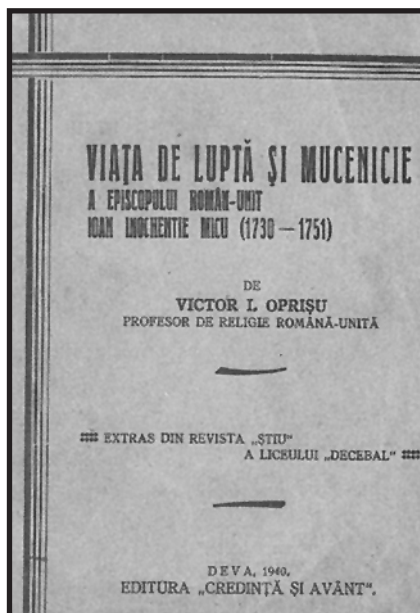 VIAȚA DE LUPTĂ ȘI MUCENICIE
A EPISCOPULUI ROMÂN-UNIT
IOAN INOCHENTIE MICU (1730—1751)
DE
VICTOR I. OPRIȘU
PROFESOR DE RELIGIE ROMÂNĂ-UNITĂ
EXTRAS DIN REVISTA „ȘTIU“
A LICEULUI „DECEBAL“
DEVA, 1940.
EDITURA „CREDINȚĂ ȘI AVÂNT“.